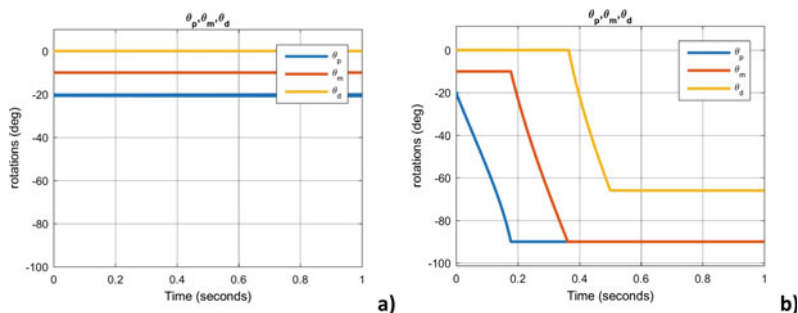 θp,θm,θd
0
-20
-40
-60
-80
-100
rotations (deg)
0 0.2 0.4 0.6 0.8 1
Time (seconds)
θp
θm
θd
a)
θp,θm,θd
0
-20
-40
-60
-80
-100
rotations (deg)
0 0.2 0.4 0.6 0.8 1
Time (seconds)
θp
θm
θd
b)